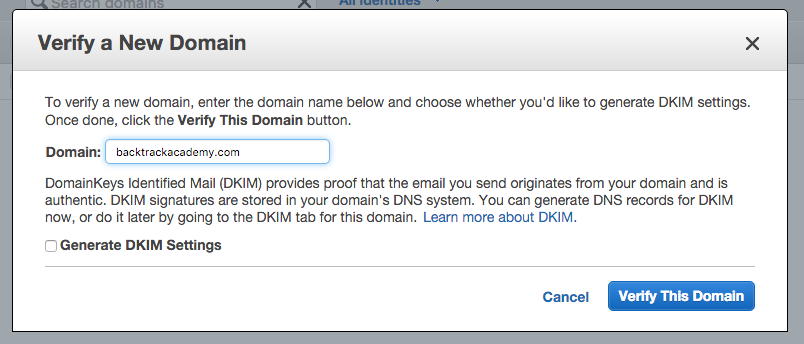 Search domains
All Identities
Verify a New Domain
To verify a new domain, enter the domain name below and choose whether you'd like to generate DKIM settings.
Once done, click the Verify This Domain button.
Domain: backtrackacademy.com
DomainKeys Identified Mail (DKIM) provides proof that the email you send originates from your domain and is
authentic. DKIM signatures are stored in your domain's DNS system. You can generate DNS records for DKIM
now, or do it later by going to the DKIM tab for this domain. Learn more about DKIM.
Generate DKIM Settings
Cancel
Verify This Domain